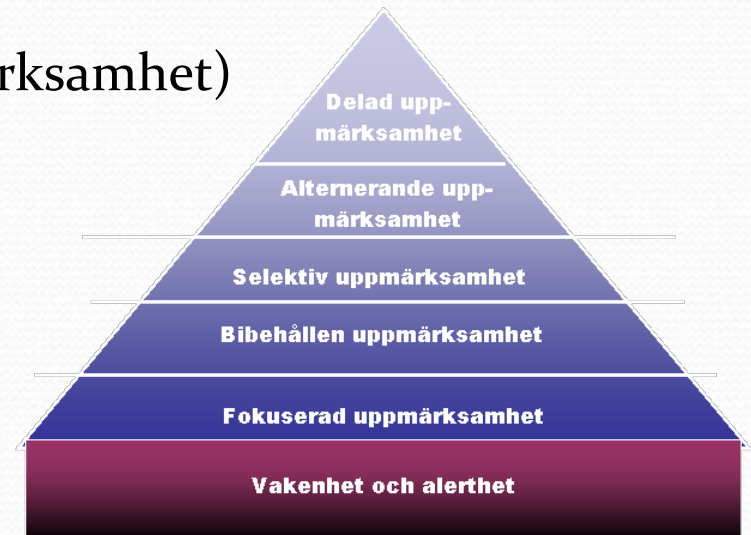 rksamhet)
Delad upp-
märksamhet
Alternerande upp-
märksamhet
Selektiv uppmärksamhet
Bibehållen uppmärksamhet
Fokuserad uppmärksamhet
Vakenhet och alerthet